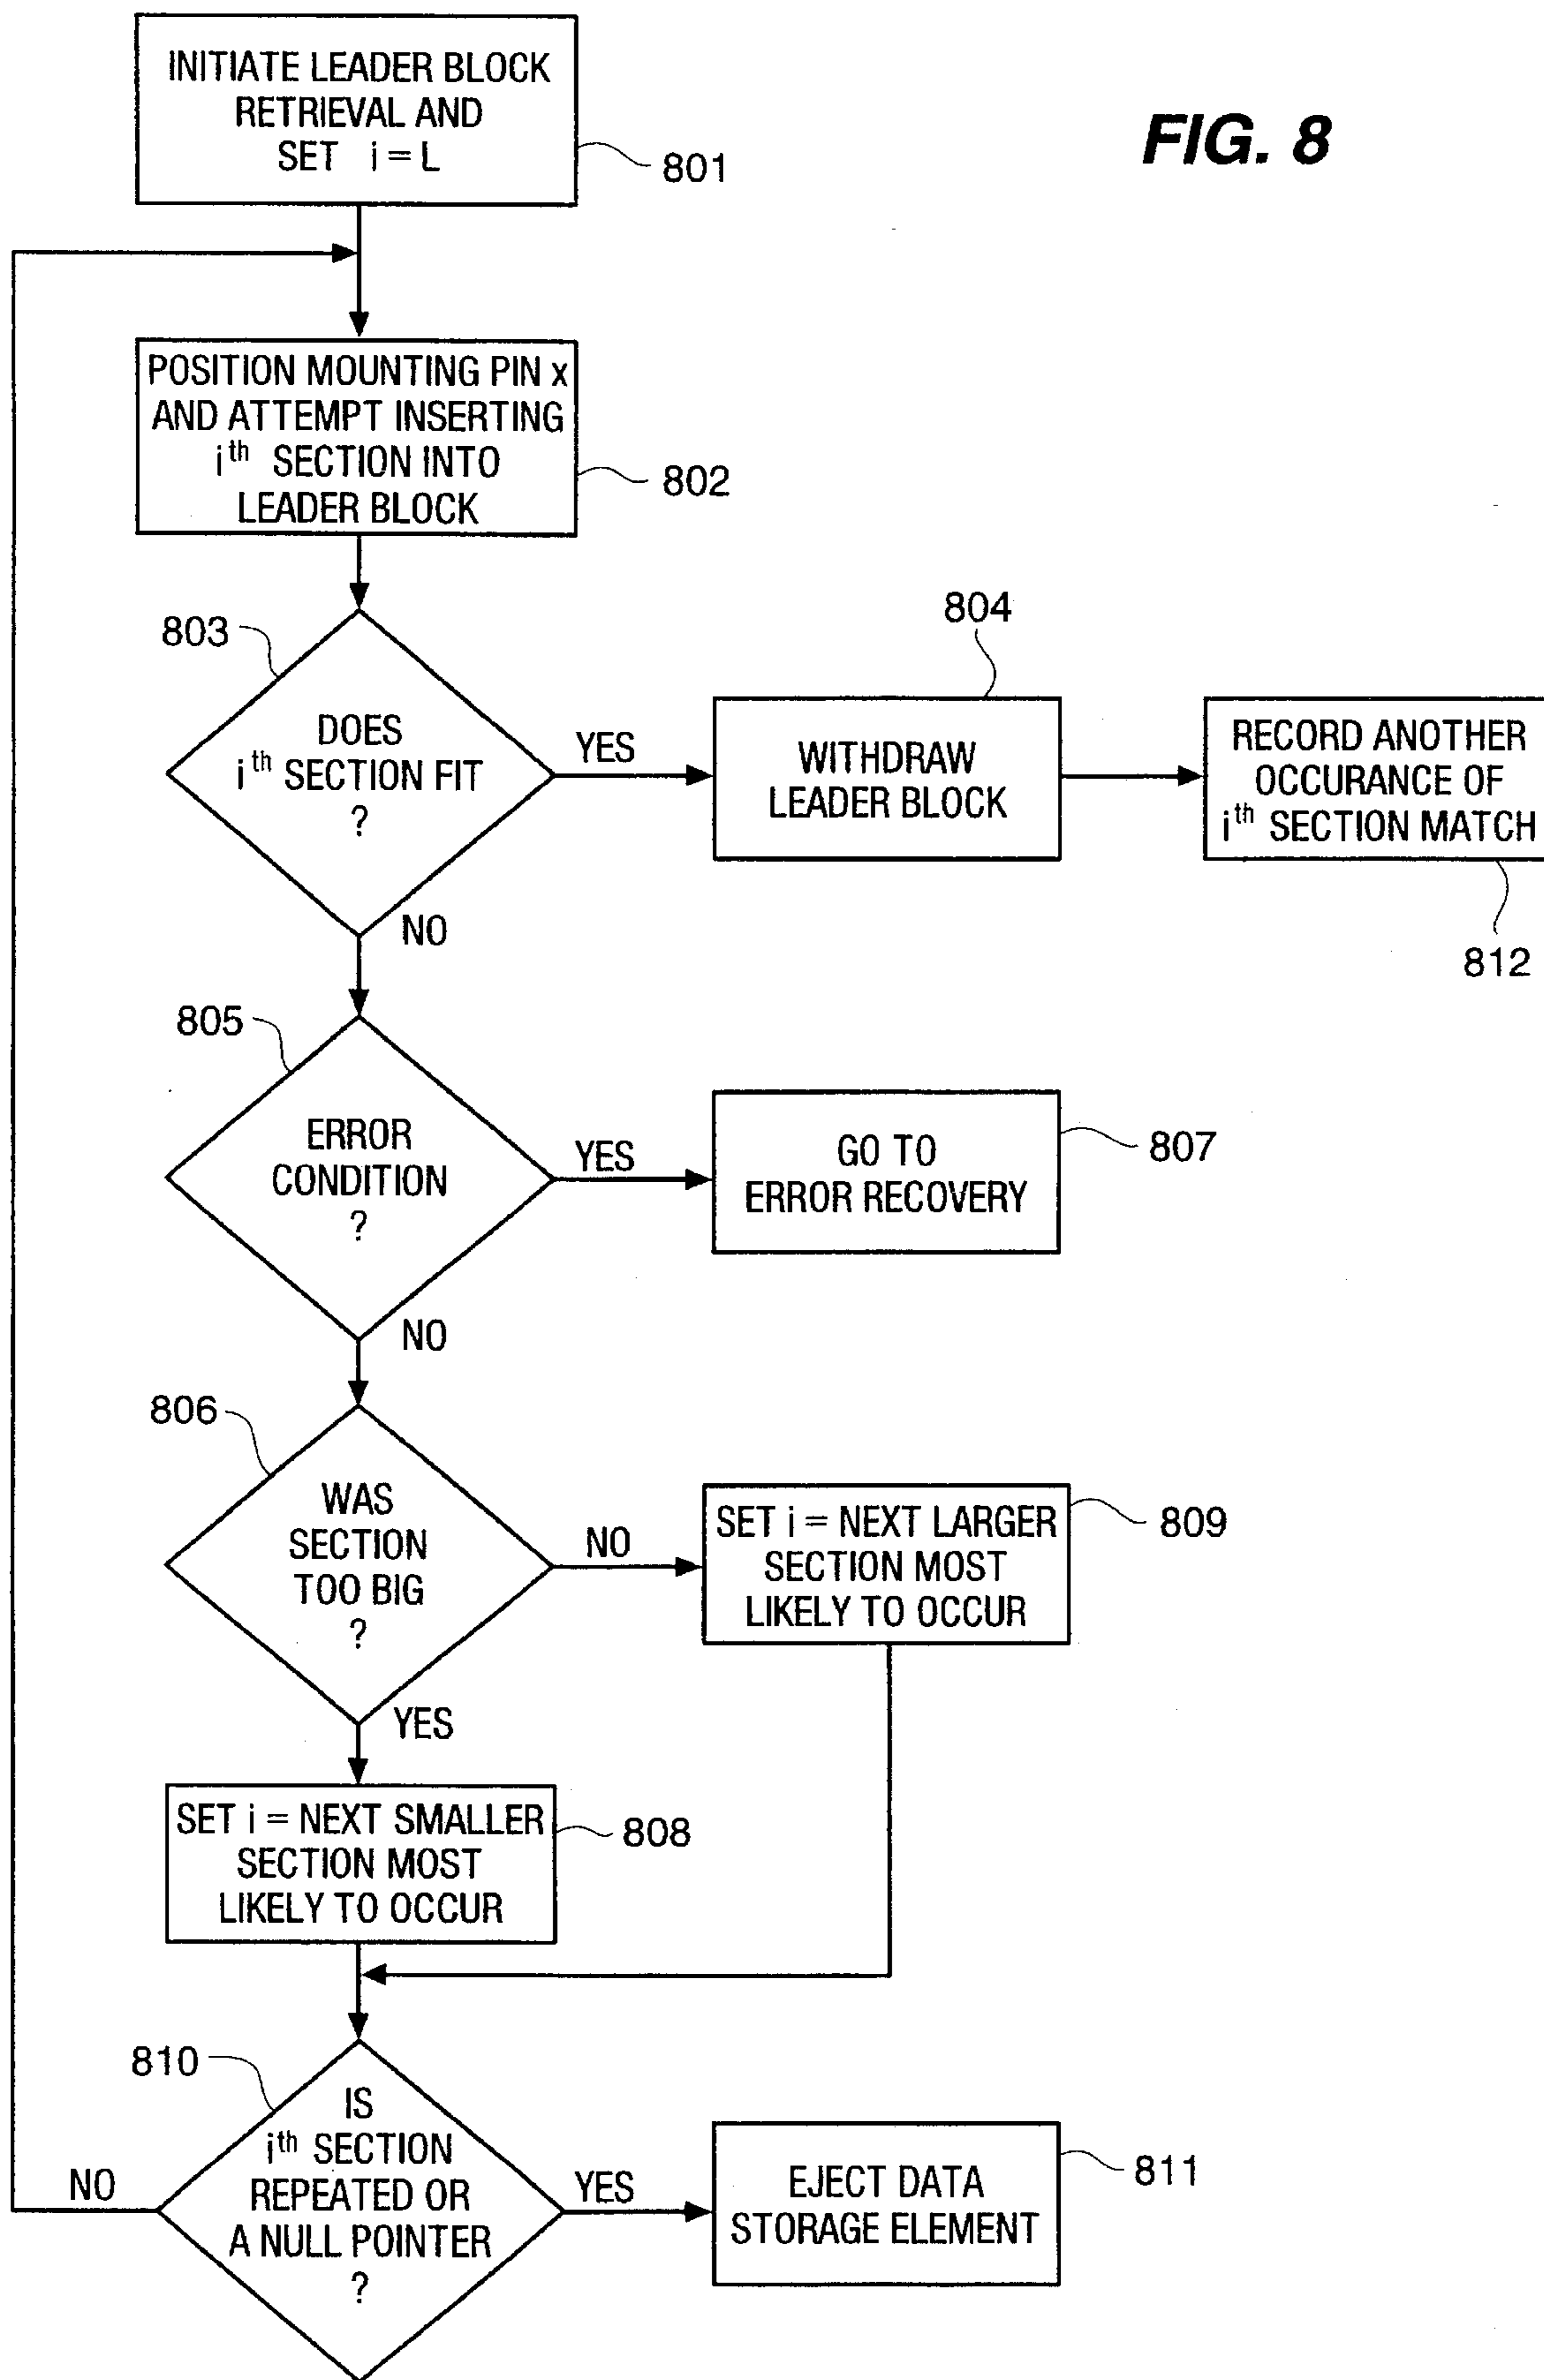 FIG. 8
INITIATE LEADER BLOCK
RETRIEVAL AND
SET i = L
801
POSITION MOUNTING PIN x
AND ATTEMPT INSERTING
i th SECTION INTO
LEADER BLOCK
802
803
DOES
i th SECTION FIT
?
YES
NO
804
WITHDRAW
LEADER BLOCK
RECORD ANOTHER
OCCURANCE OF
i th SECTION MATCH
812
805
ERROR
CONDITION
?
YES
NO
GO TO
ERROR RECOVERY
807
806
WAS
SECTION
TOO BIG
?
NO
YES
SET i = NEXT LARGER
SECTION MOST
LIKELY TO OCCUR
809
SET i = NEXT SMALLER
SECTION MOST
LIKELY TO OCCUR
808
810
IS
i th SECTION
REPEATED OR
A NULL POINTER
?
NO
YES
EJECT DATA
STORAGE ELEMENT
811